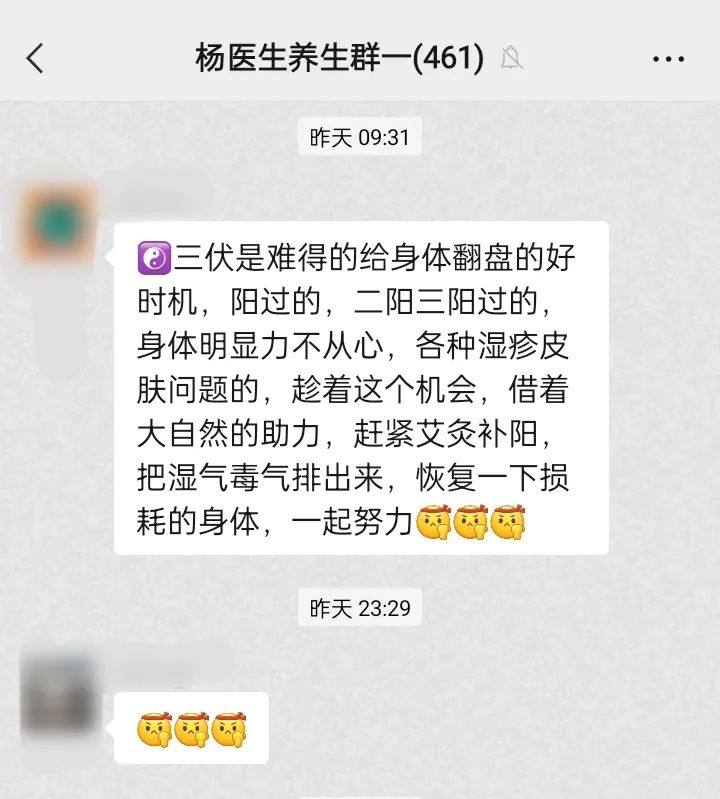 杨医生养生群一(461)
昨天 09:31
☯️三伏是难得的给身体翻盘的好
时机，阳过的，二阳三阳过的，
身体明显力不从心，各种湿疹皮
肤问题的，趁着这个机会，借着
大自然的助力，赶紧艾灸补阳，
把湿气毒气排出来，恢复一下损
耗的身体，一起努力
昨天 23:29